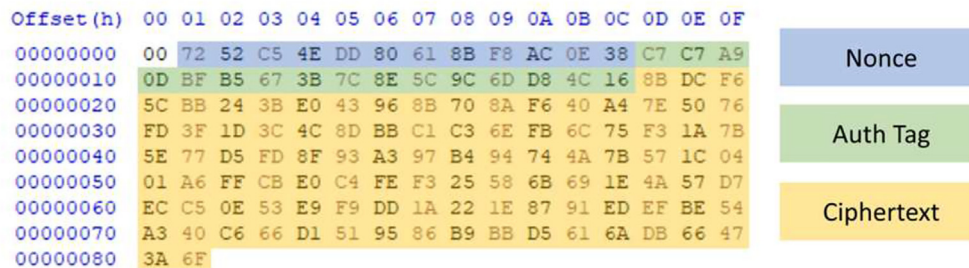 Offset(h) 00 01 02 03 04 05 06 07 08 09 0A 0B 0C 0D 0E 0F
00000000 00 72 52 C5 4E DD 80 61 8B F8 AC 0E 38 C7 C7 A9
00000010 0D BF B5 67 3B 7C 8E 5C 9C 6D D8 4C 16 8B DC F6
00000020 5C BB 24 3B E0 43 96 8B 70 8A F6 40 A4 7E 50 76
00000030 FD 3F 1D 3C 4C 8D BB C1 C3 6E FB 6C 75 F3 1A 7B
00000040 5E 77 D5 FD 8F 93 A3 97 B4 94 74 4A 7B 57 1C 04
00000050 01 A6 FF CB E0 C4 FE F3 25 58 6B 69 1E 4A 57 D7
00000060 EC C5 0E 53 E9 F9 DD 1A 22 1E 87 91 ED EF BE 54
00000070 A3 40 C6 66 D1 51 95 86 B9 BB D5 61 6A DB 66 47
00000080 3A 6F
Nonce
Auth Tag
Ciphertext